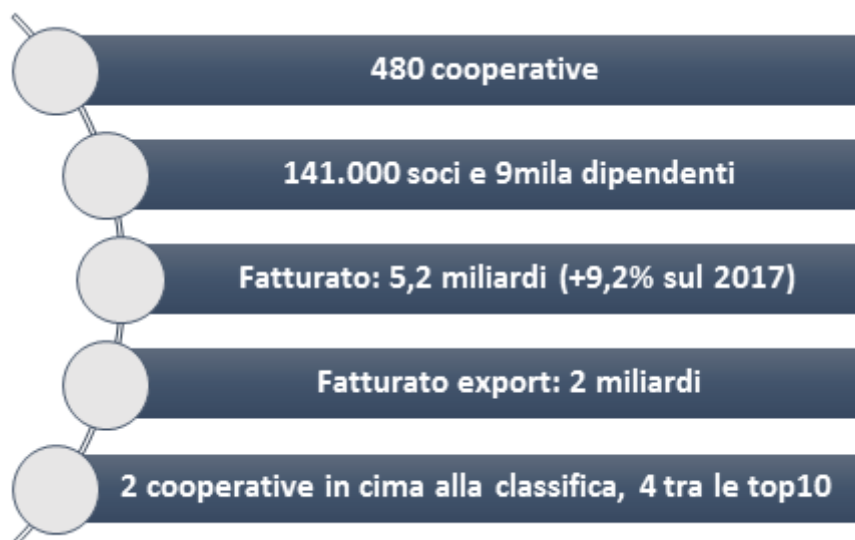 480 cooperative
141.000 soci e 9mila dipendenti
Fatturato: 5,2 miliardi (+9,2% sul 2017)
Fatturato export: 2 miliardi
2 cooperative in cima alla classifica, 4 tra le top10